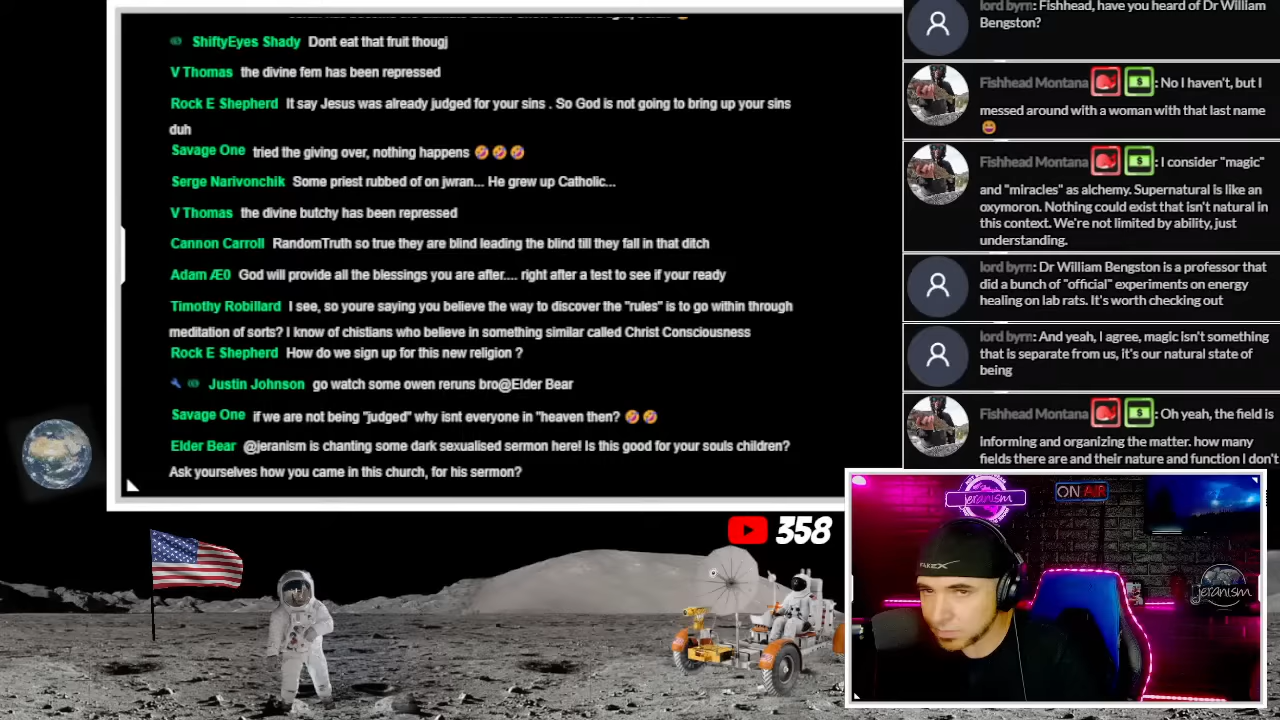 ShiftyEyes Shady Dont eat that fruit thougj
V Thomas the divine fem has been repressed
Rock E Shepherd It say Jesus was already judged for your sins . So God is not going to bring up your sins
duh
Savage One tried the giving over, nothing happens 🤣🤣🤣
Serge Narivonchik Some priest rubbed of on jwran... He grew up Catholic...
V Thomas the divine butchy has been repressed
Cannon Carroll RandomTruth so true they are blind leading the blind till they fall in that ditch
Adam Æ0 God will provide all the blessings you are after.... right after a test to see if your ready
Timothy Robillard I see, so youre saying you believe the way to discover the "rules" is to go within through
meditation of sorts? I know of chistians who believe in something similar called Christ Consciousness
Rock E Shepherd How do we sign up for this new religion ?
Justin Johnson go watch some owen reruns bro@Elder Bear
Savage One if we are not being "judged" why isnt everyone in "heaven then? 🤣🤣
Elder Bear @jeranism is chanting some dark sexualised sermon here! Is this good for your souls children?
Ask yourselves how you came in this church, for his sermon?
lord byrn: Fishhead, have you heard of Dr William
Bengston?
Fishhead Montana : No I haven't, but I
messed around with a woman with that last name
😄
Fishhead Montana : I consider "magic"
and "miracles" as alchemy. Supernatural is like an
oxymoron. Nothing could exist that isn't natural in
this context. We're not limited by ability, just
understanding.
lord byrn: Dr William Bengston is a professor that
did a bunch of "official" experiments on energy
healing on lab rats. It's worth checking out
lord byrn: And yeah, I agree, magic isn't something
that is separate from us, it's our natural state of
being
Fishhead Montana : Oh yeah, the field is
Informing and organizing the matter. how many
fields there are and their nature and function I don't
358
jeranism
ON AIR
FAKEX
jeranism